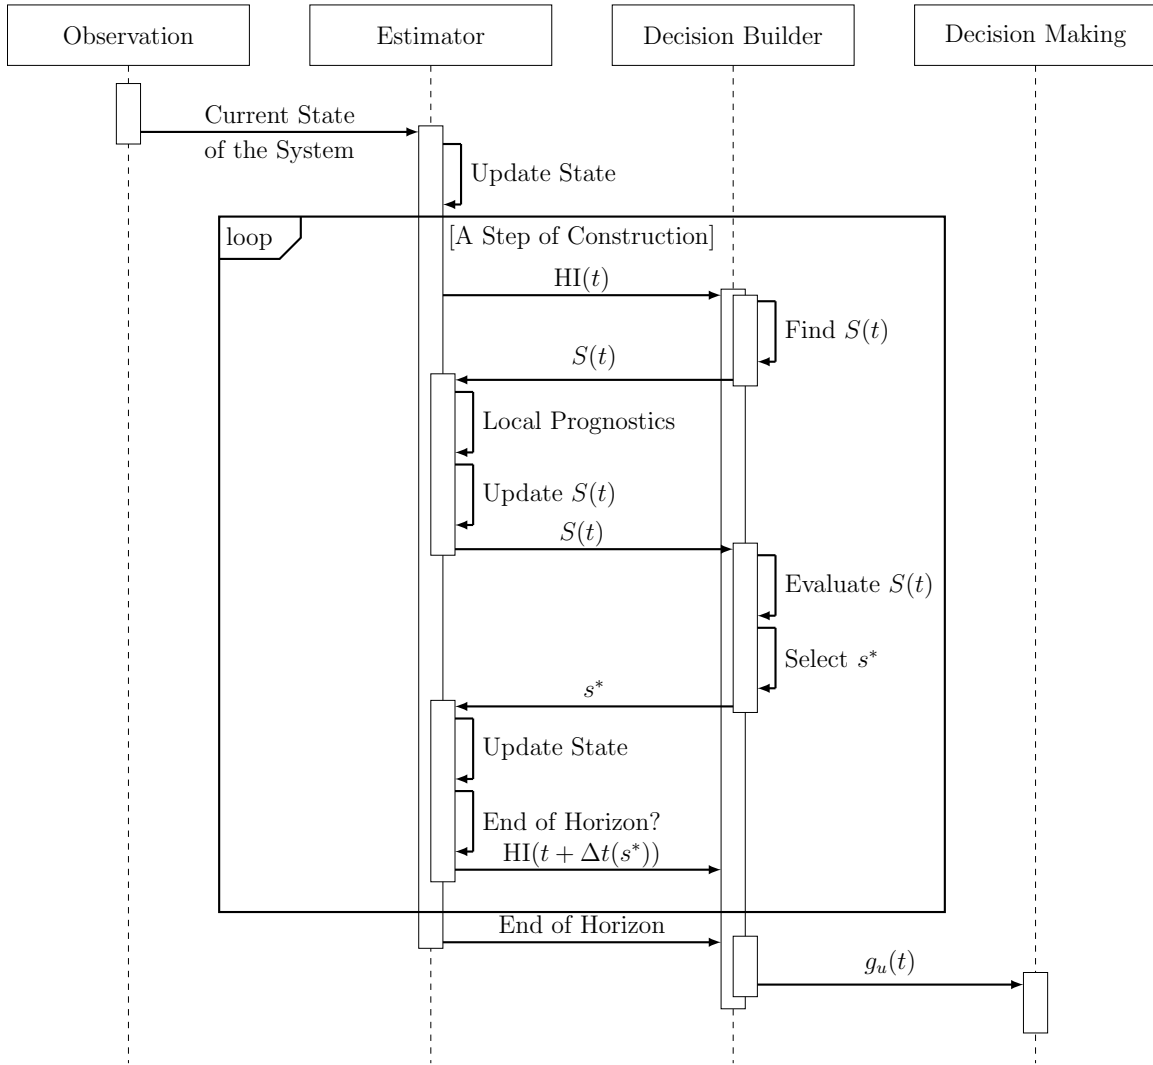 Observation
Estimator
Decision Builder
Decision Making
Current State
of the System
Update State
loop
[A Step of Construction]
HI(t)
Find S(t)
S(t)
Local Prognostics
Update S(t)
S(t)
Evaluate S(t)
Select s*
s*
Update State
End of Horizon?
HI(t + Δt(s*))
End of Horizon
g_u(t)